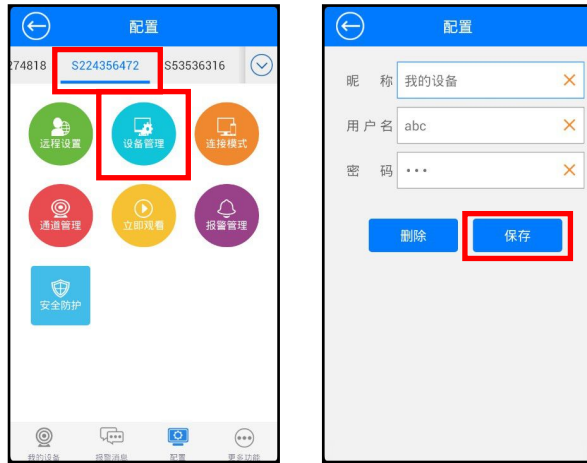 配置
274818 S224356472 S53536316
远程设置 设备管理 连接模式
通道管理 立即观看 报警管理
安全防护
我的设备 报警消息 配置 更多功能
配置
昵 称 我的设备
用户名 abc
密 码 •••
删除 保存